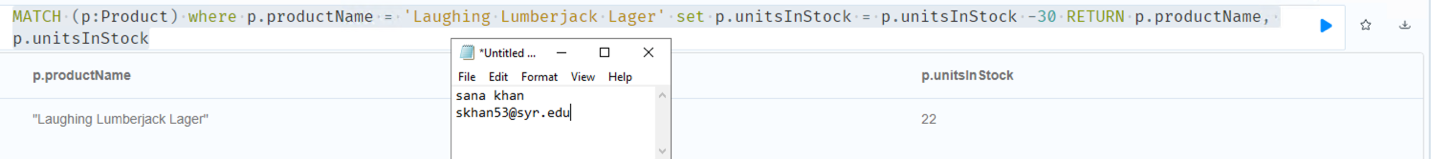 MATCH (p:Product) where p.productName = 'Laughing Lumberjack Lager' set p.unitsInStock = p.unitsInStock -30 RETURN p.productName,
p.unitsInStock
p.productName p.unitsInStock
"Laughing Lumberjack Lager" 22
*Untitled ...
File Edit Format View Help
sana khan
skhan53@syr.edu